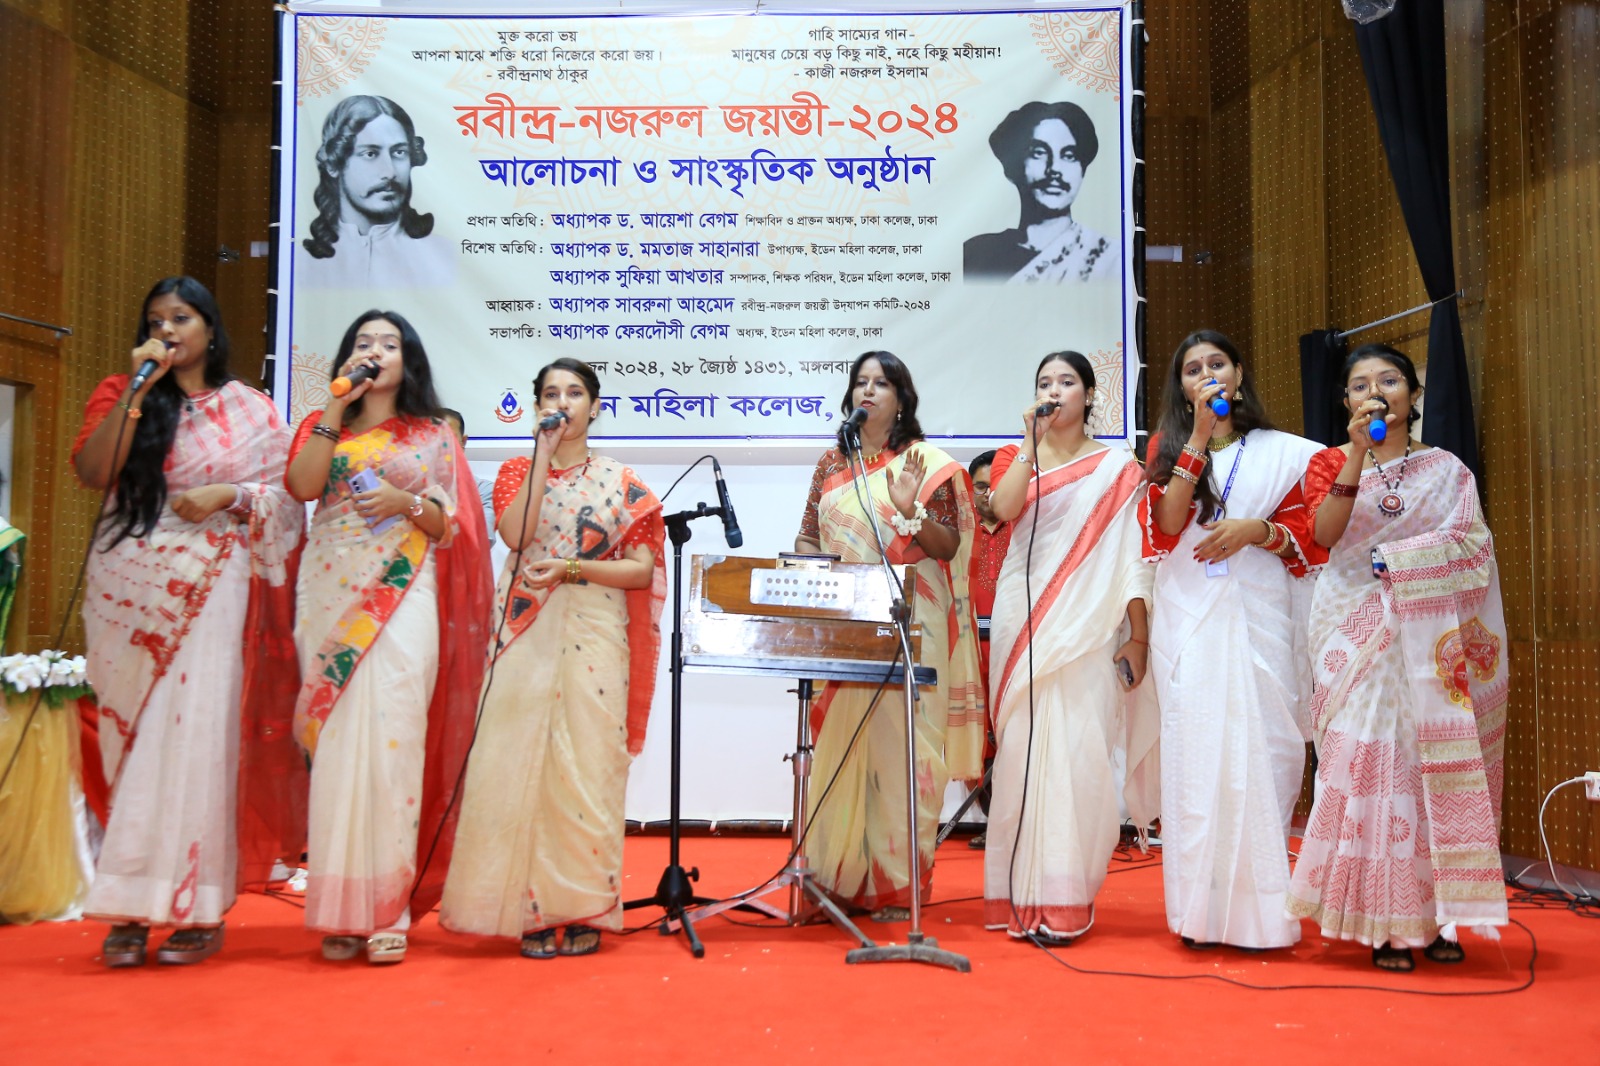 মুক্ত করো ভয়
আপনা মাঝে শক্তি ধরো নিজেরে করো জয়।
- রবীন্দ্রনাথ ঠাকুর
গাহি সাম্যের গান-
মানুষের চেয়ে বড় কিছু নাই, নহে কিছু মহীয়ান!
- কাজী নজরুল ইসলাম
রবীন্দ্র-নজরুল জয়ন্তী-২০২৪
আলোচনা ও সাংস্কৃতিক অনুষ্ঠান
প্রধান অতিথি : অধ্যাপক ড. আয়েশা বেগম শিক্ষাবিদ ও প্রাক্তন অধ্যক্ষ, ঢাকা কলেজ, ঢাকা
বিশেষ অতিথি : অধ্যাপক ড. মমতাজ সাহানারা উপাধ্যক্ষ, ইডেন মহিলা কলেজ, ঢাকা
অধ্যাপক সুফিয়া আখতার সম্পাদক, শিক্ষক পরিষদ, ইডেন মহিলা কলেজ, ঢাকা
আহ্বায়ক : অধ্যাপক সাবরুনা আহমেদ রবীন্দ্র-নজরুল জয়ন্তী উদ্‌যাপন কমিটি-২০২৪
সভাপতি : অধ্যাপক ফেরদৌসী বেগম অধ্যক্ষ, ইডেন মহিলা কলেজ, ঢাকা
২০২৪, ২৮ জ্যৈষ্ঠ ১৪৩১, মঙ্গলবার
মহিলা কলেজ,